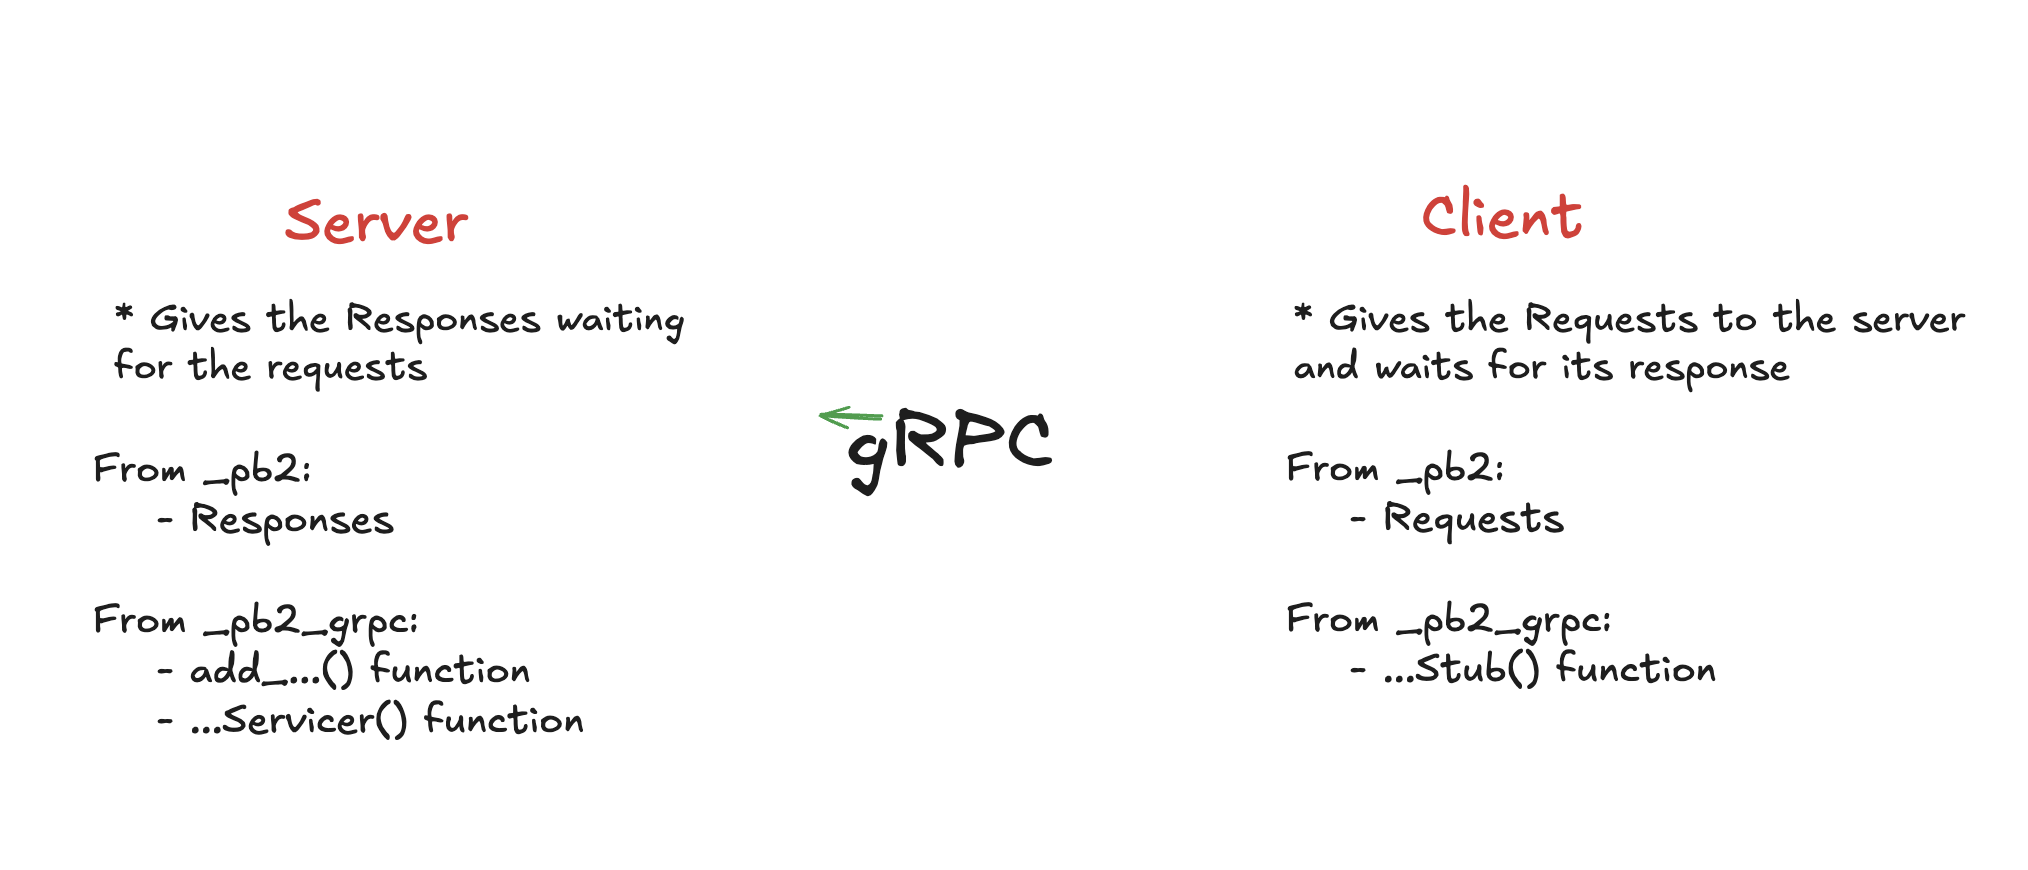 Server
* Gives the Responses waiting
for the requests
From _pb2:
- Responses
From _pb2_grpc:
- add_...() function
- ...Servicer() function
gRPC
Client
* Gives the Requests to the server
and waits for its response
From _pb2:
- Requests
From _pb2_grpc:
- ...Stub() function